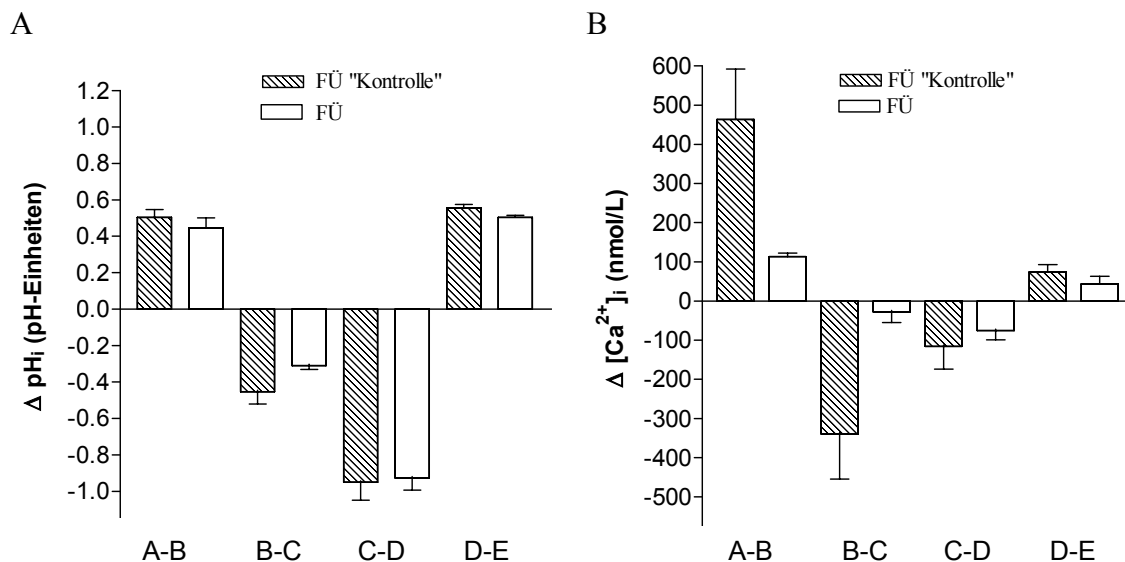 A
FÜ "Kontrolle"
FÜ
1.2
1.0
0.8
0.6
0.4
0.2
0.0
-0.2
-0.4
-0.6
-0.8
-1.0
Δ pHi (pH-Einheiten)
A-B B-C C-D D-E
B
FÜ "Kontrolle"
FÜ
600
500
400
300
200
100
0
-100
-200
-300
-400
-500
Δ [Ca²⁺]i (nmol/L)
A-B B-C C-D D-E